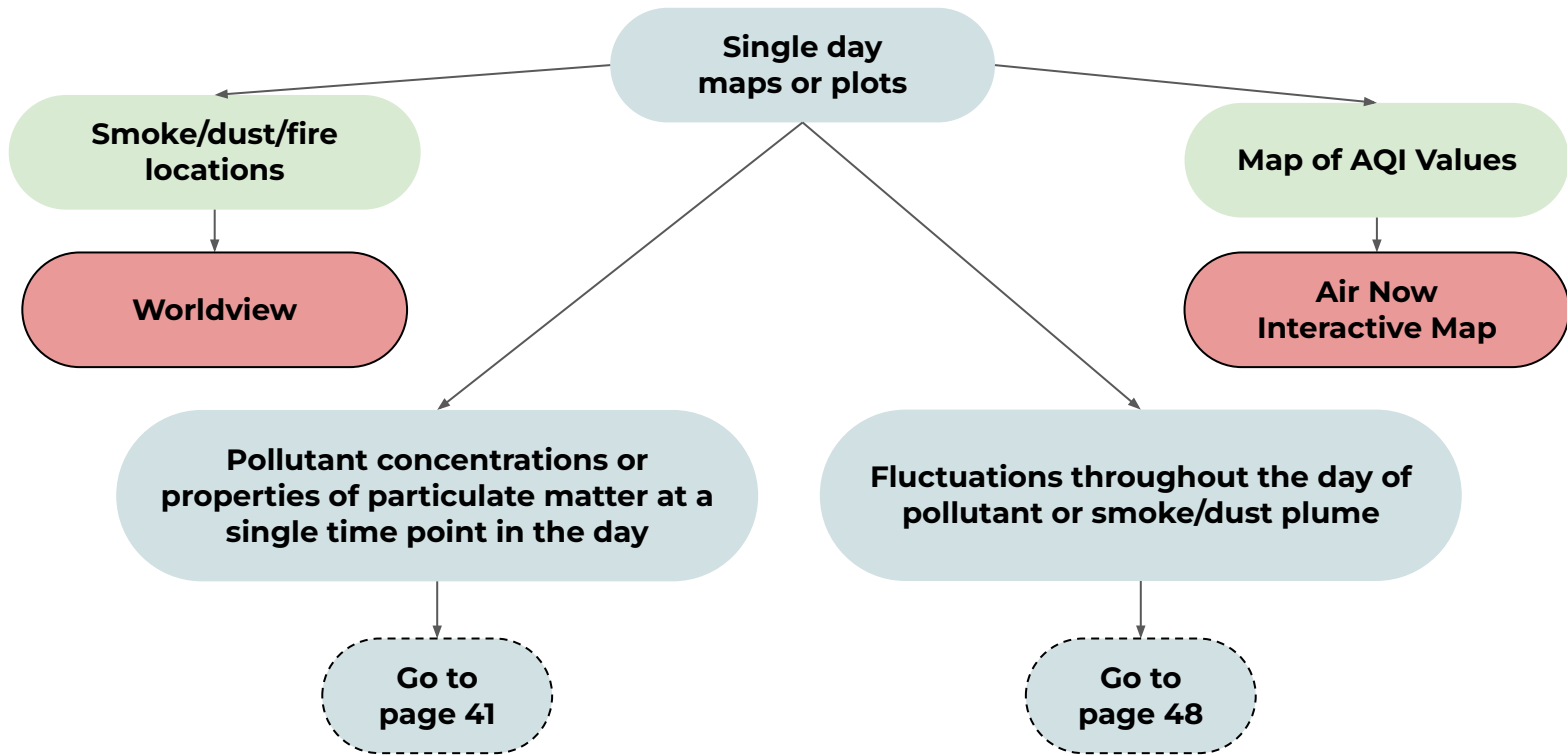 Single day
maps or plots
Smoke/dust/fire
locations
Map of AQI Values
Worldview
Air Now
Interactive Map
Pollutant concentrations or
properties of particulate matter at a
single time point in the day
Fluctuations throughout the day of
pollutant or smoke/dust plume
Go to
page 41
Go to
page 48